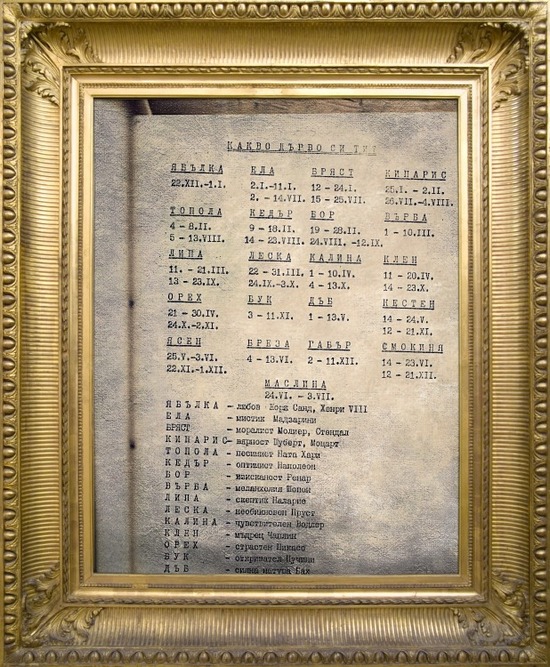 КАКВО ДЪРВО СИ ТИ?
ЯБЪЛКА ЕЛА БРЯСТ КИПАРИС
22.XII.-1.I. 2.I.-11.I. 12 - 24.I. 25.I. - 2.II.
2. - 14.VII. 15 - 25.VII. 26.VII.-4.VIII.
ТОПОЛА КЕДЪР БОР ВЪРБА
4 - 8.II. 9 - 18.II. 19 - 28.II. 1 - 10.III.
5 - 13.VIII. 14 - 23.VIII. 24.VIII. -12.IX.
ЛИПА ЛЕСКА КАЛИНА КЛЕН
11. - 21.III. 22 - 31.III. 1 - 10.IV. 11 - 20.IV.
13 - 23.IX. 24.IX.-3.X. 4 - 13.X. 14 - 23.X.
ОРЕХ БУК ДЪБ КЕСТЕН
21 - 30.IV. 3 - 11.XI. 1 - 13.V. 14 - 24.V.
24.X.-2.XI. 12 - 21.XI.
ЯСЕН БРЕЗА ГАБЪР СМОКИНЯ
25.V.-3.VI. 4 - 13.VI. 2 - 11.XII. 14 - 23.VI.
22.XI.-1.XII. 12 - 21.XII.
МАСЛИНА
24.VI. - 3.VII.
ЯБЪЛКА - любов Жорж Санд, Хенри VIII
ЕЛА - мистик Мадзарини
БРЯСТ - моралист Молиер, Стендал
КИПАРИС - вярност Шуберт, Моцарт
ТОПОЛА - песимист Мата Хари
КЕДЪР - оптимист Наполеон
БОР - изисканост Ренар
ВЪРБА - меланхолия Шопен
ЛИПА - скептик Маларме
ЛЕСКА - необикновен Пруст
КАЛИНА - чувствителен Бодлер
КЛЕН - мъдрец Чаплин
ОРЕХ - страстен Пикасо
БУК - откривател Пучини
ДЪБ - силна натура Бах